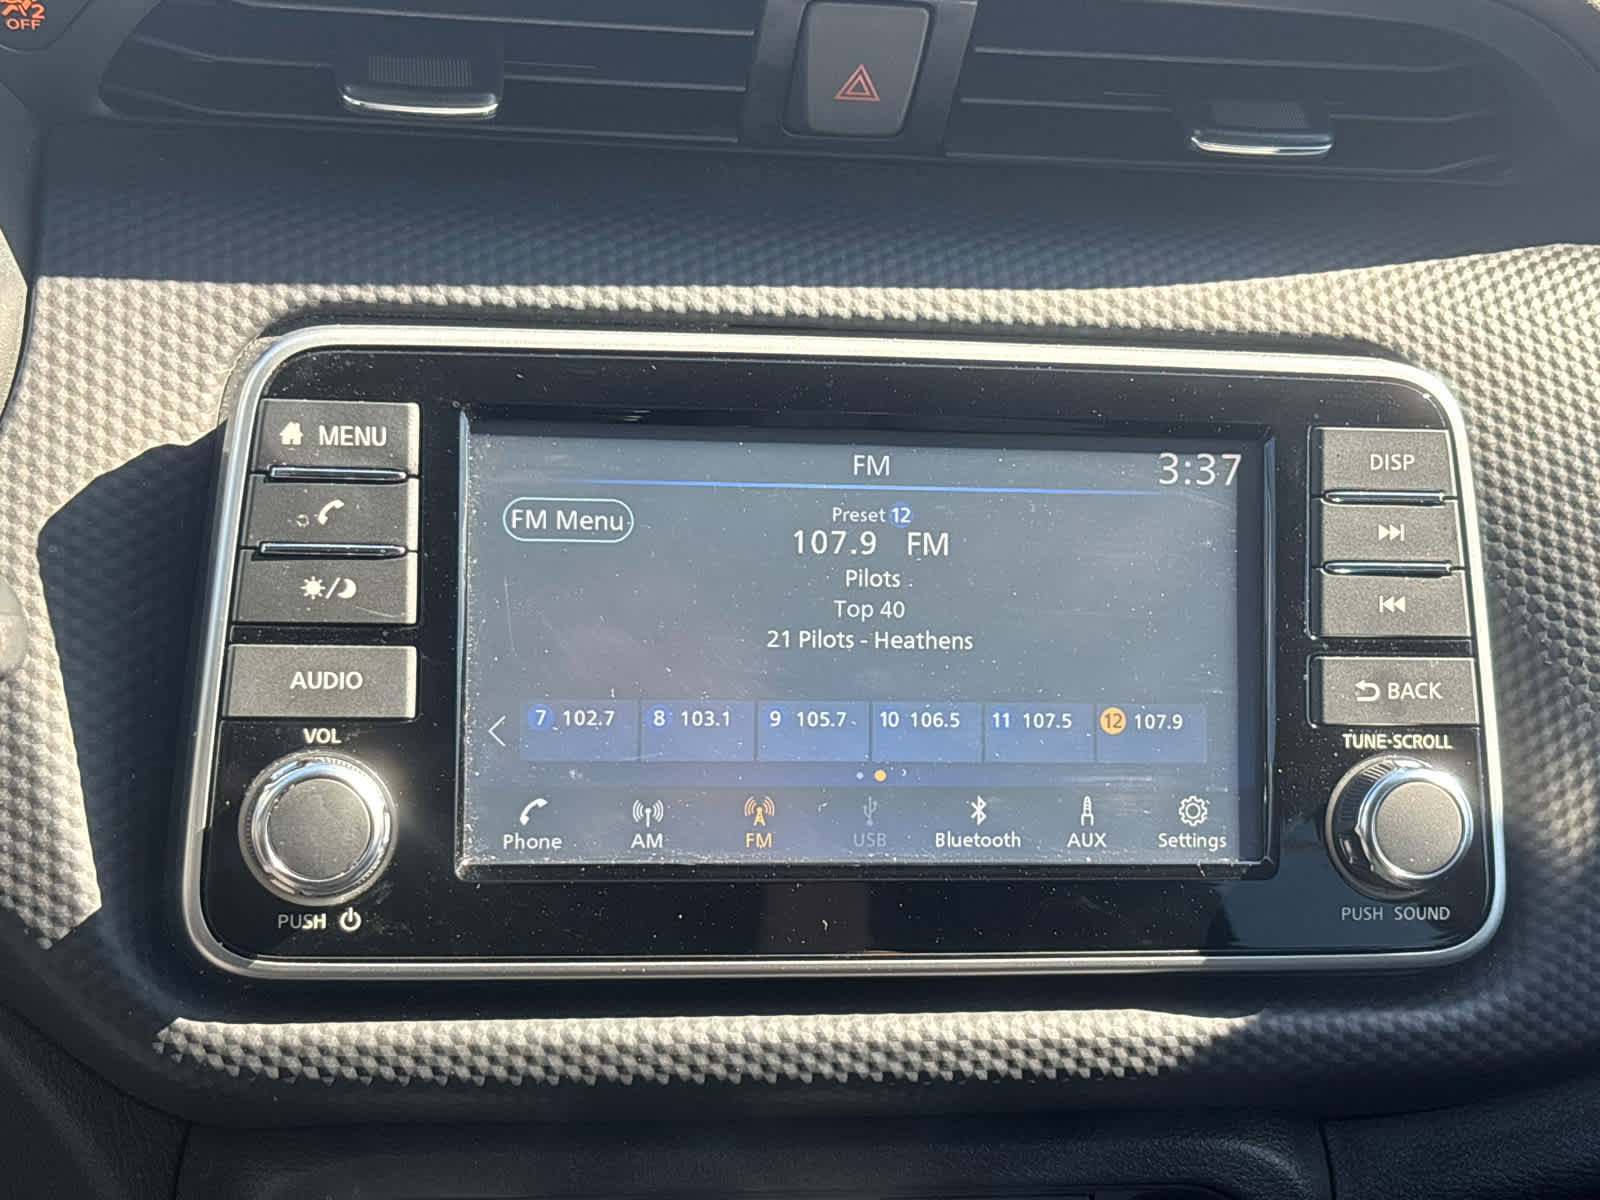 2
OFF
MENU
AUDIO
VOL
PUSH
FM
3:37
FM Menu
Preset 12
107.9 FM
Pilots
Top 40
21 Pilots - Heathens
7 102.7
8 103.1
9 105.7
10 106.5
11 107.5
12 107.9
Phone
AM
FM
USB
Bluetooth
AUX
Settings
DISP
BACK
TUNE·SCROLL
PUSH SOUND